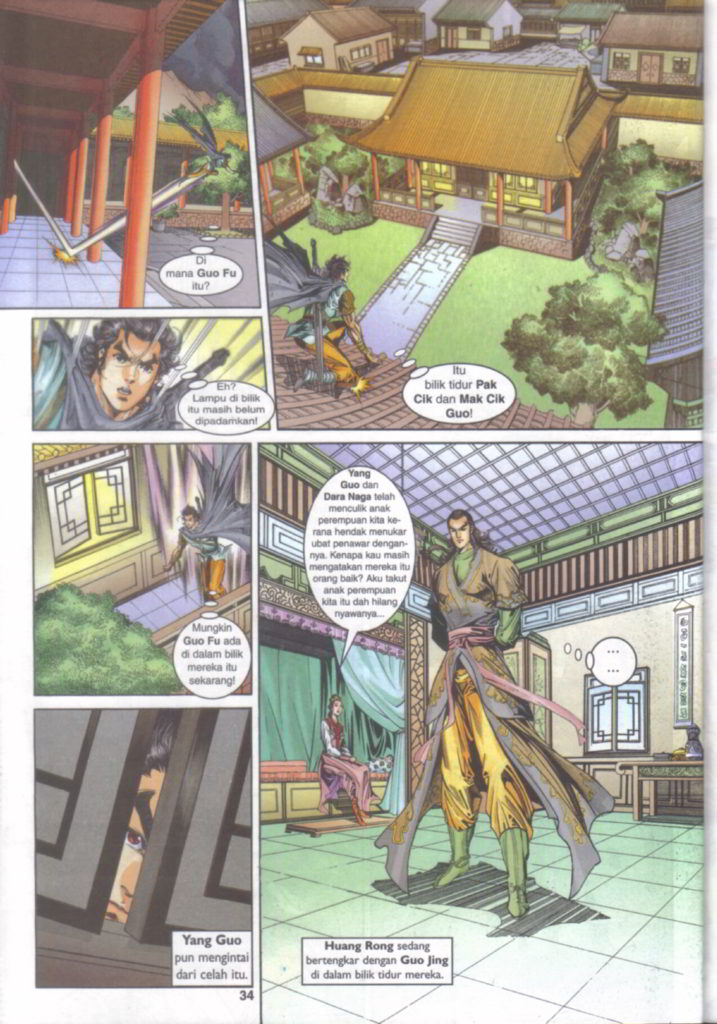 Di
mana Guo Fu
itu?
Itu
bilik tidur Pak
Cik dan Mak Cik
Guo!
Eh?
Lampu di bilik
itu masih belum
dipadamkan!
Mungkin
Guo Fu ada
di dalam bilik
mereka itu
sekarang!
Yang Guo
pun mengintai
dari celah itu.
Yang
Guo dan
Dara Naga telah
menculik anak
perempuan kita ke-
rana hendak menukar
ubat penawar dengan-
nya. Kenapa kau masih
mengatakan mereka itu
orang baik? Aku takut
anak perempuan
kita itu dah hilang
nyawanya...
...
...
Huang Rong sedang
bertengkar dengan Guo Jing
di dalam bilik tidur mereka.
34